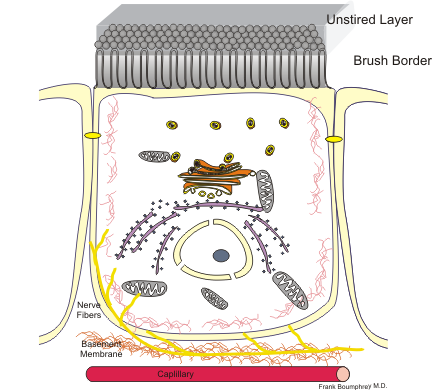 Unstired Layer
Brush Border
Nerve
Fibers
Basement
Membrane
Capillary
Frank Boumphrey M.D.